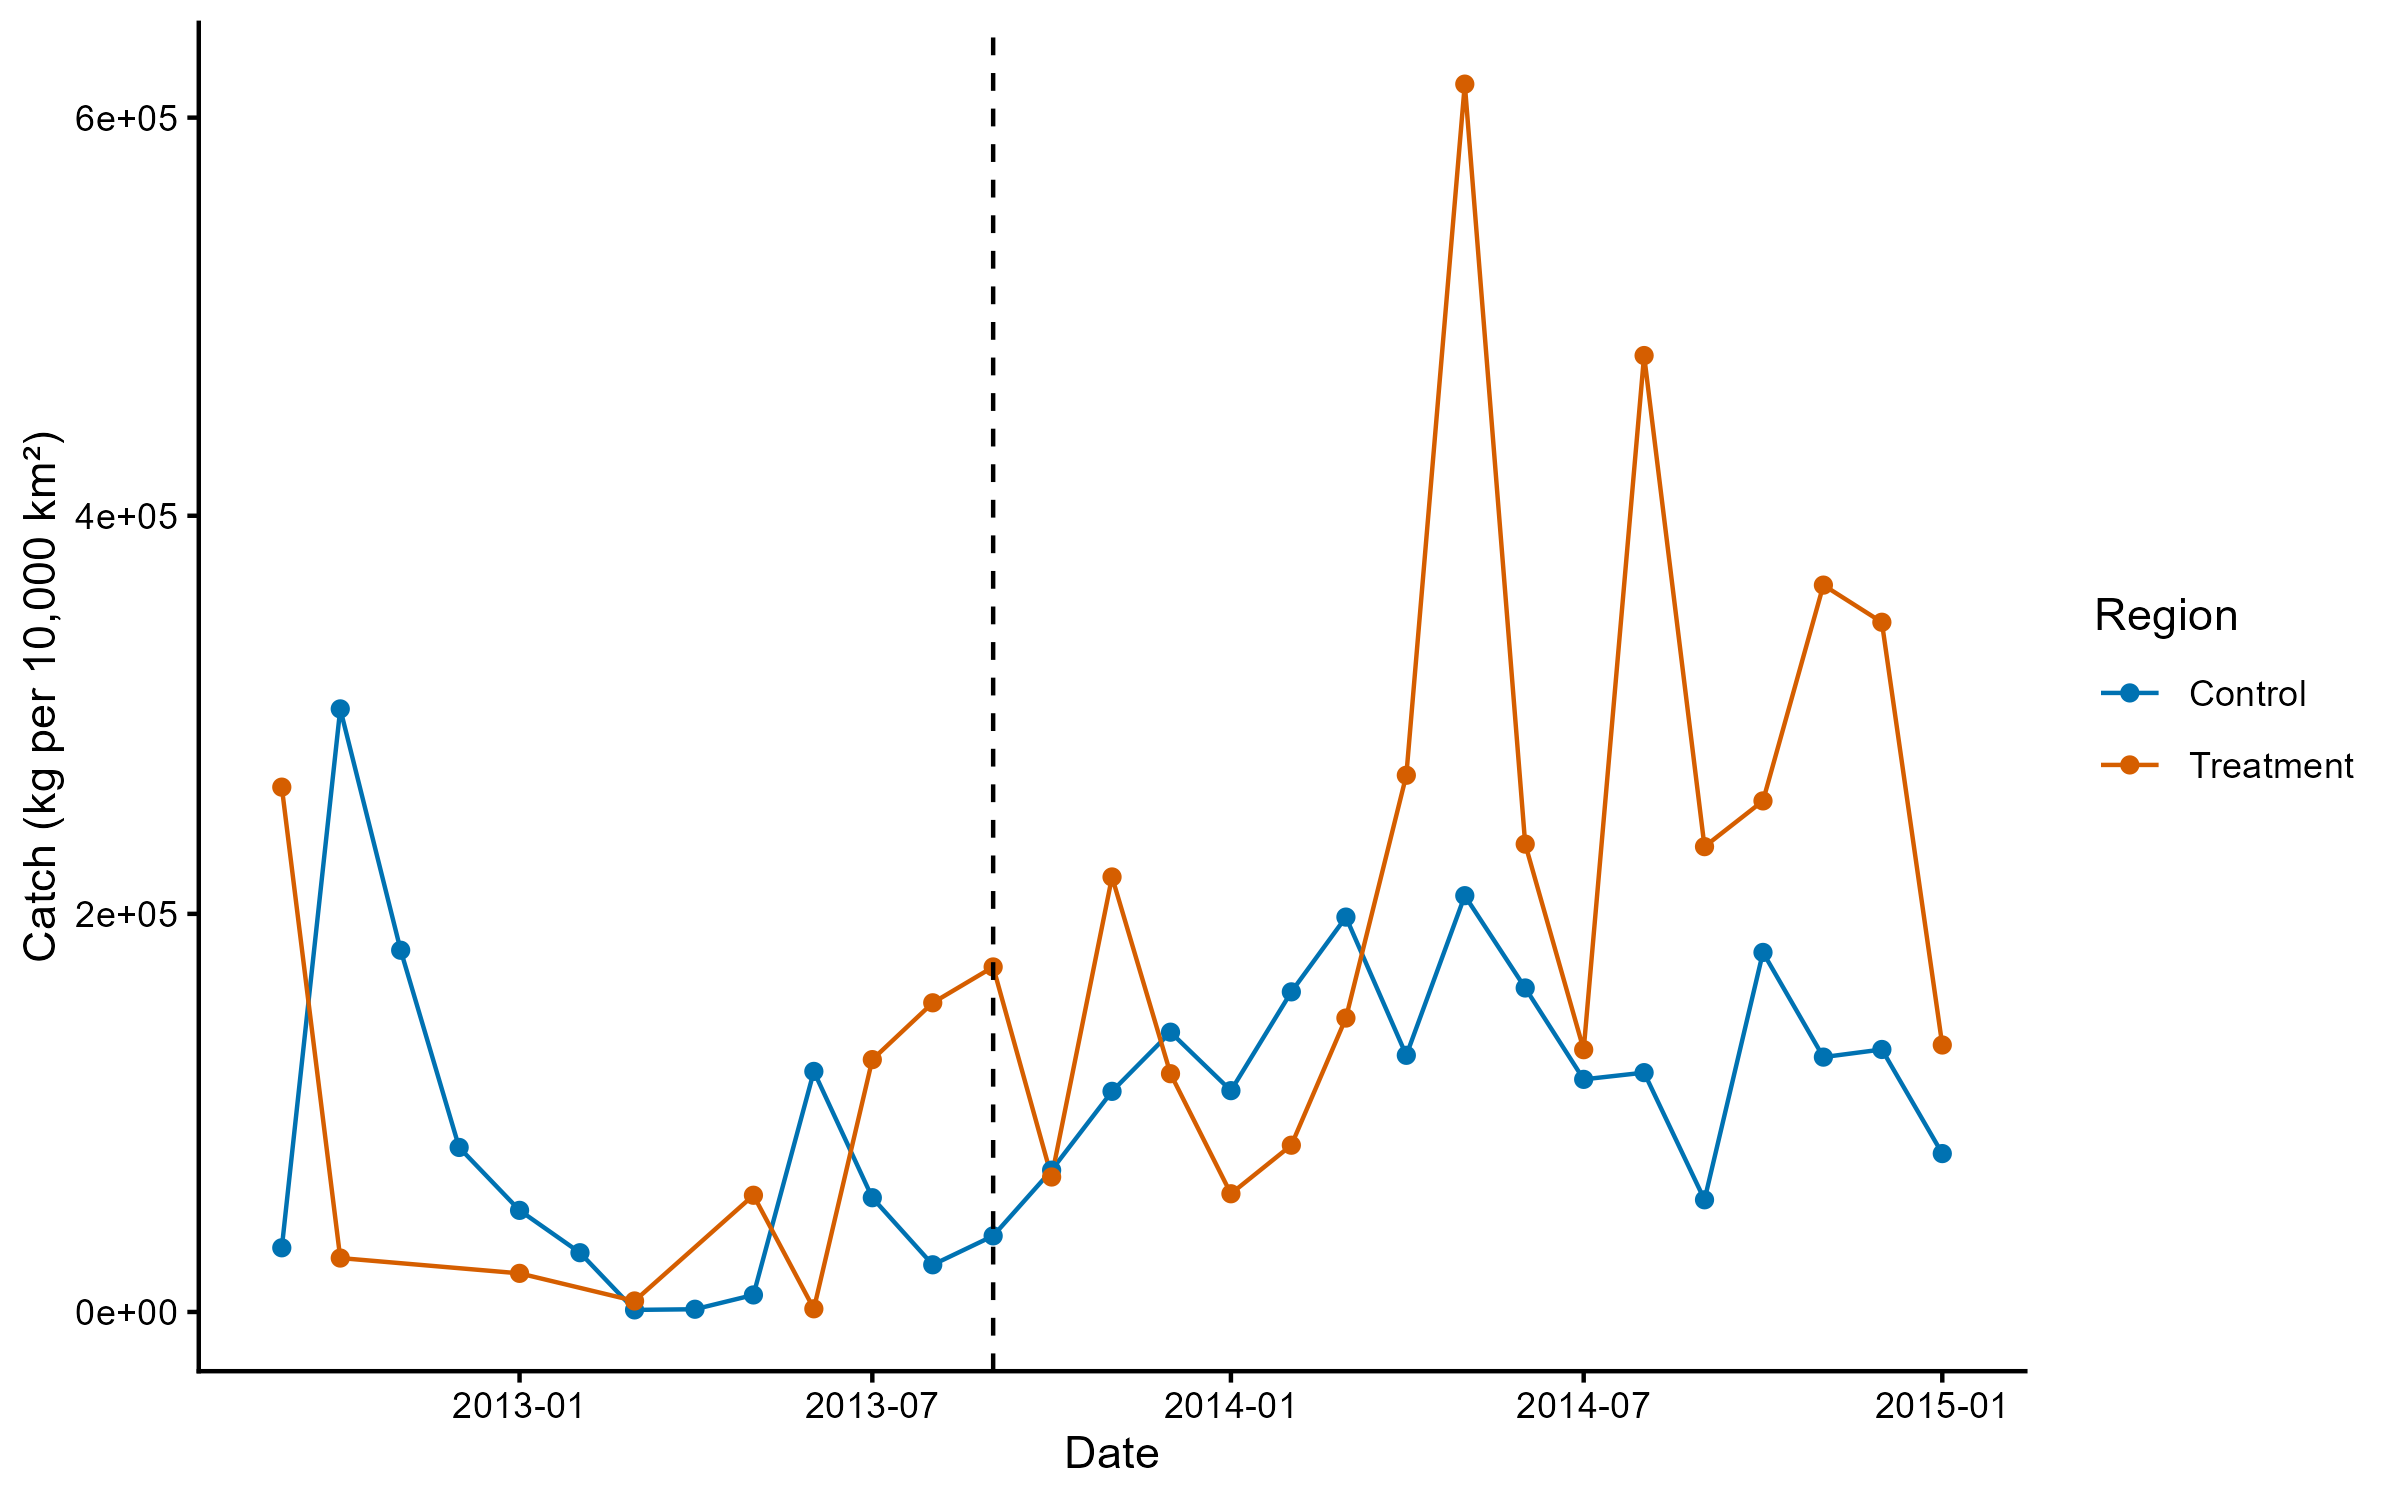 6e+05
4e+05
2e+05
0e+00
Catch (kg per 10,000 km²)
2013-01
2013-07
2014-01
2014-07
2015-01
Date
Region
Control
Treatment